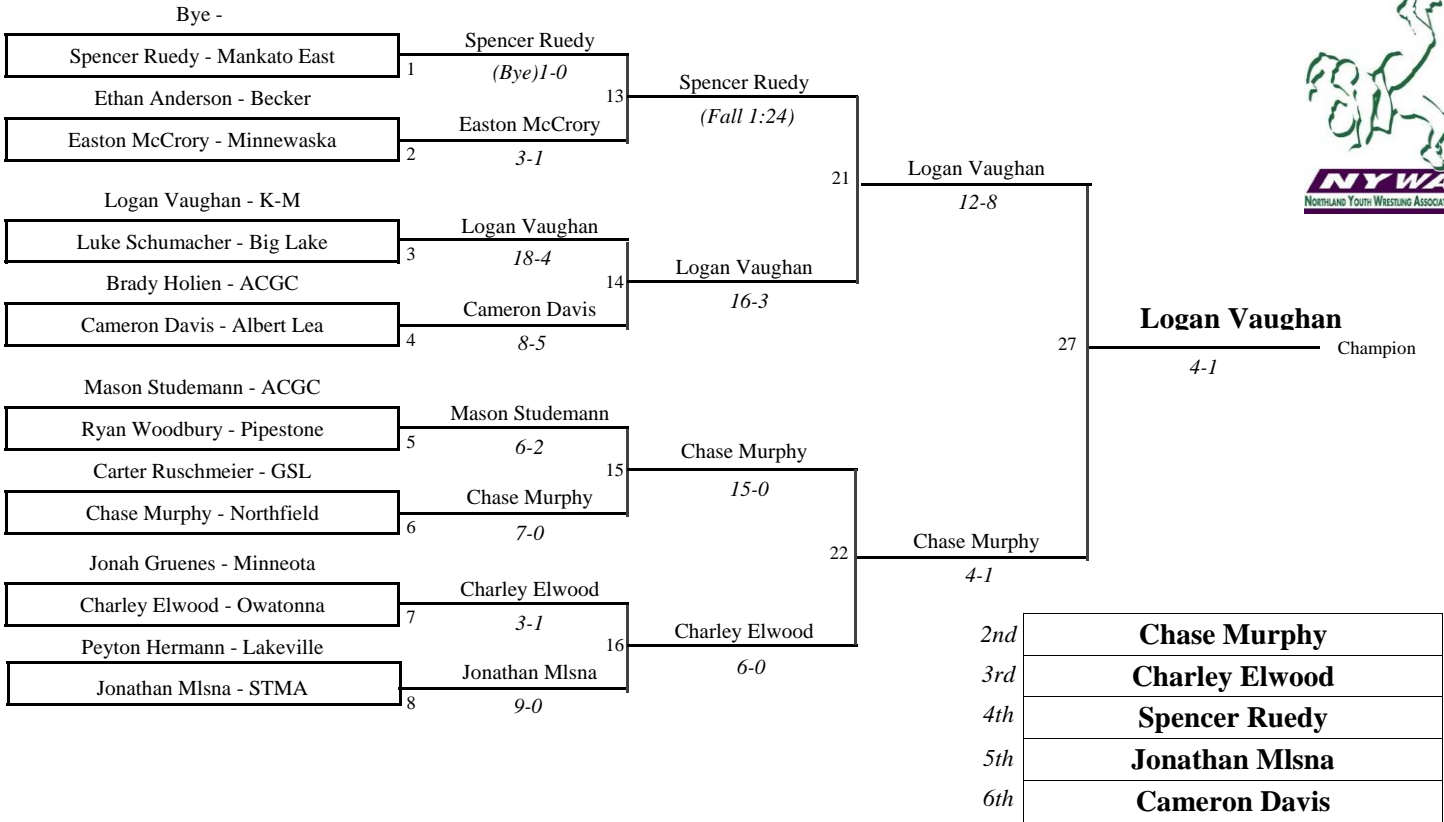 Bye -
Spencer Ruedy - Mankato East
1
Ethan Anderson - Becker
Easton McCrory - Minnewaska
2
Logan Vaughan - K-M
Luke Schumacher - Big Lake
3
Brady Holien - ACGC
Cameron Davis - Albert Lea
4
Mason Studemann - ACGC
Ryan Woodbury - Pipestone
5
Carter Ruschmeier - GSL
Chase Murphy - Northfield
6
Jonah Gruenes - Minneota
Charley Elwood - Owatonna
7
Peyton Hermann - Lakeville
Jonathan Mlsna - STMA
8
Spencer Ruedy
(Bye)1-0
13
Easton McCrory
3-1
Logan Vaughan
18-4
14
Cameron Davis
8-5
Mason Studemann
6-2
15
Chase Murphy
7-0
Charley Elwood
3-1
16
Jonathan Mlsna
9-0
Spencer Ruedy
(Fall 1:24)
21
Logan Vaughan
16-3
Chase Murphy
15-0
22
Charley Elwood
6-0
Logan Vaughan
12-8
27
Chase Murphy
4-1
Logan Vaughan
Champion
4-1
NYWA
NORTHLAND YOUTH WRESTLING
2nd Chase Murphy
3rd Charley Elwood
4th Spencer Ruedy
5th Jonathan Mlsna
6th Cameron Davis